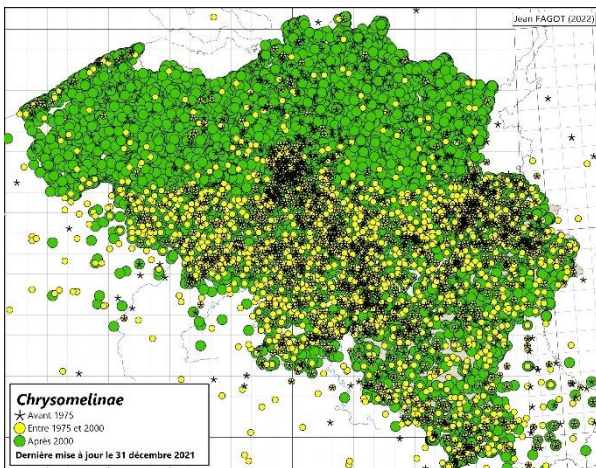 Jean FAGOT (2022)
Chrysomelinae
Avant 1975
Entre 1975 et 2000
Après 2000
Dernière mise à jour le 31 décembre 2021